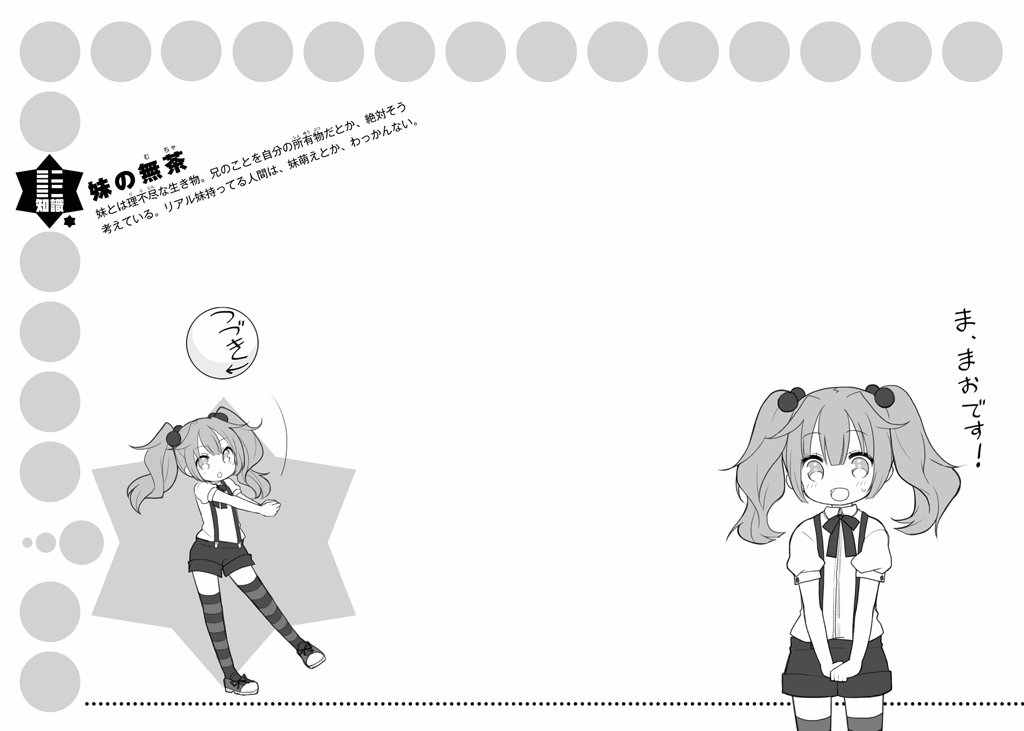 ミニ
知識
妹の無茶
妹とは理不尽な生き物。兄のことを自分の所有物だとか、絶対そう
考えている。リアル妹持ってる人間は、妹萌えとか、わっかんない。
つづき
ま、まおです!